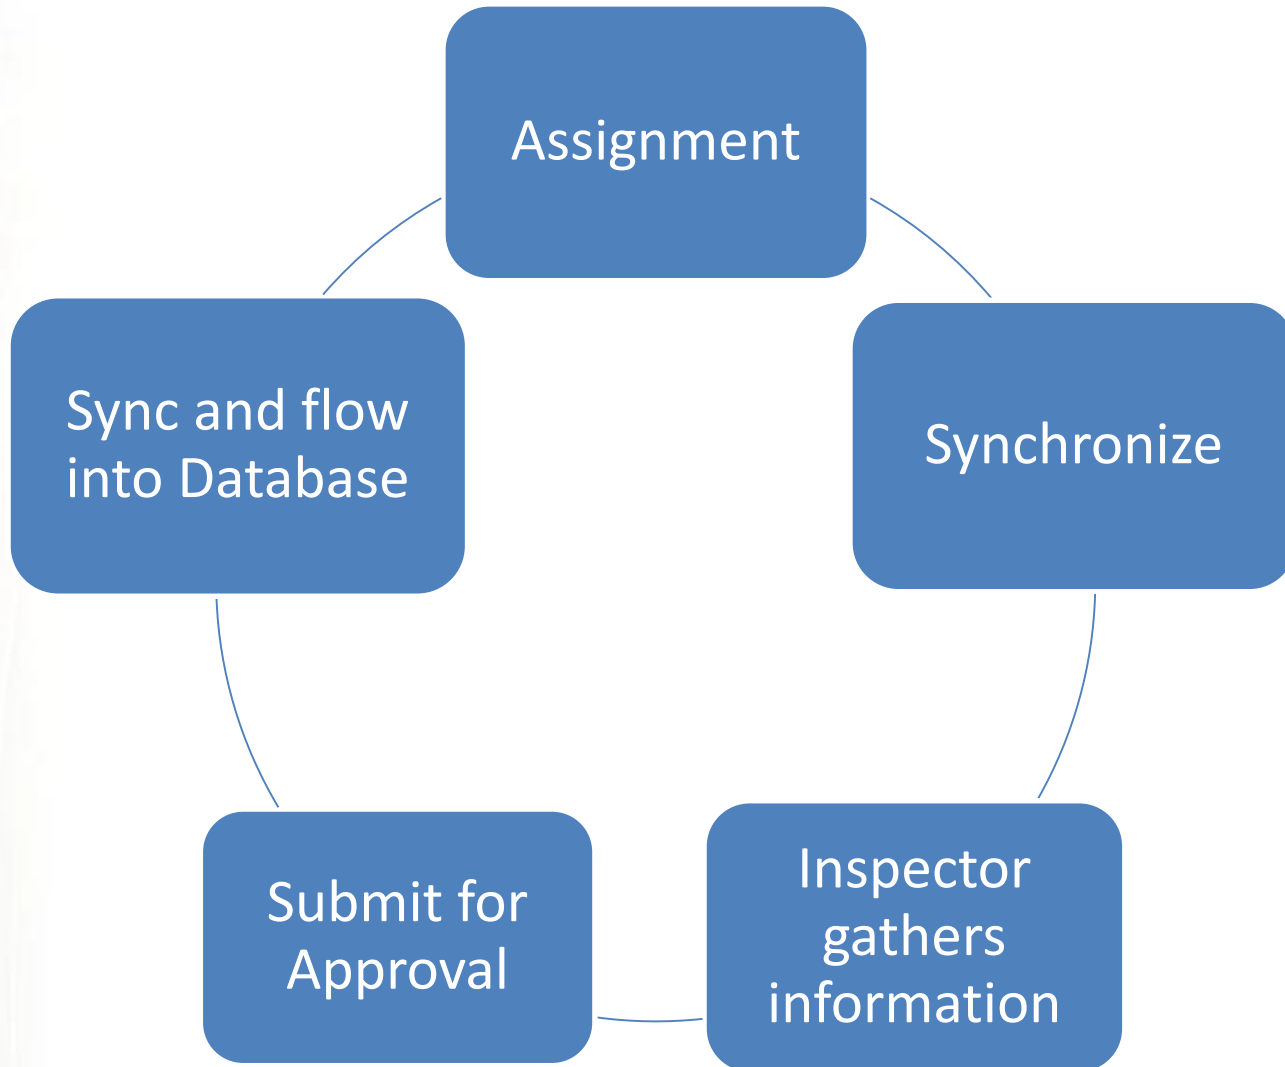 Assignment
Synchronize
Inspector
gathers
information
Submit for
Approval
Sync and flow
into Database